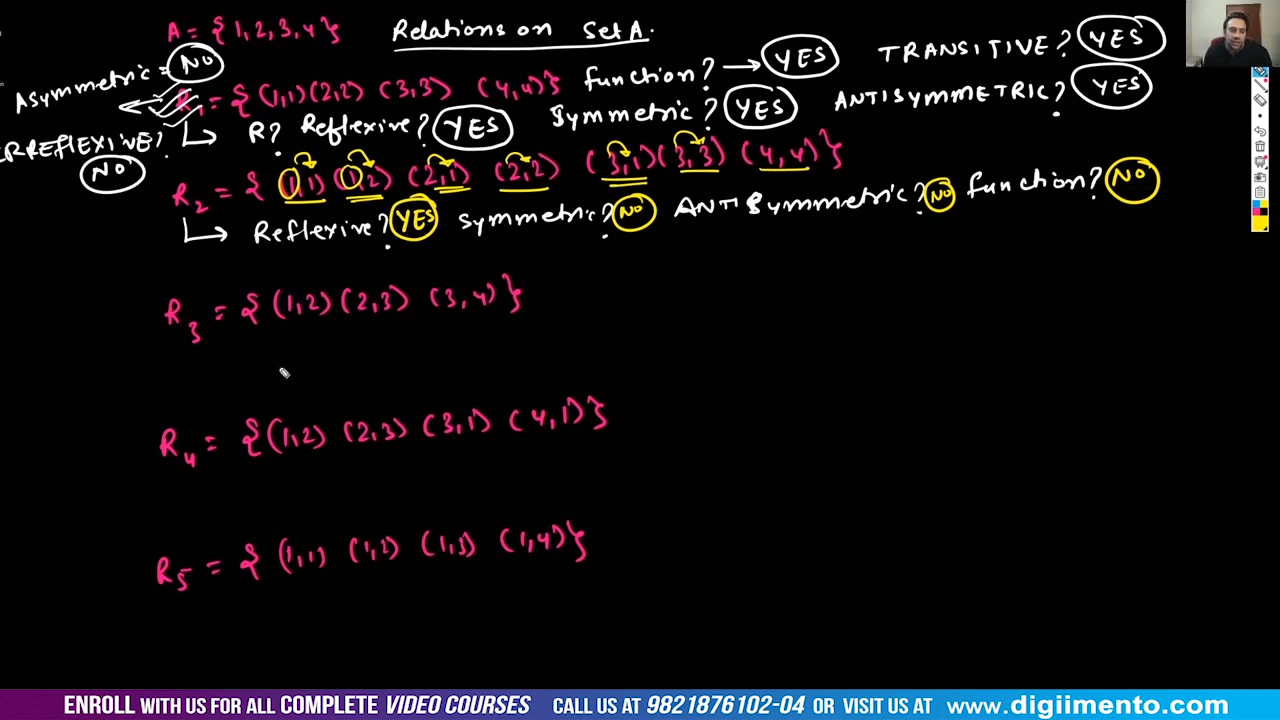 A = {1,2,3,4} Relations on Set A.
Asymmetric = NO
= {(1,1)(2,2) (3,3) (4,4)} function? → YES TRANSITIVE? YES
ERREFLEXIVE? NO
R? Reflexive? YES Symmetric? YES ANTISYMMETRIC? YES
R2 = {(1,1)(1,2) (2,1) (2,2) (3,1)(3,3) (4,4)}
Reflexive? YES Symmetric? NO ANTISymmetric? NO function? NO
R3 = {(1,2)(2,3) (3,4)}
R4 = {(1,2) (2,3) (3,1) (4,1)}
R5 = {(1,1) (1,2) (1,3) (1,4)}
ENROLL WITH US FOR ALL COMPLETE VIDEO COURSES CALL US AT 9821876102-04 OR VISIT US AT www.digiimento.com